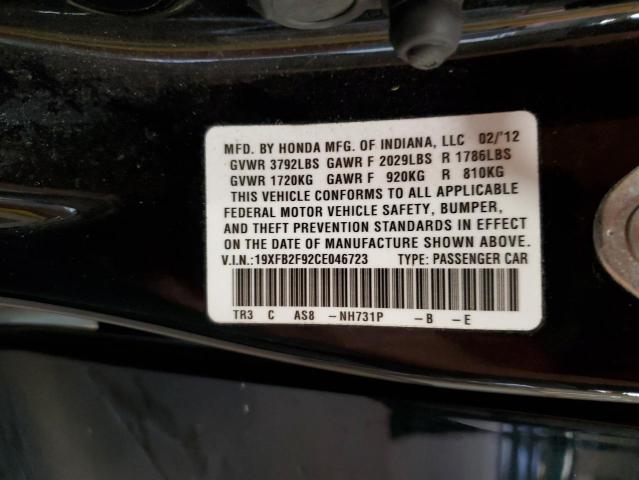 MFD. BY HONDA MFG. OF INDIANA, LLC 02/'12
GVWR 3792LBS GAWR F 2029LBS R 1786LBS
GVWR 1720KG GAWR F 920KG R 810KG
THIS VEHICLE CONFORMS TO ALL APPLICABLE
FEDERAL MOTOR VEHICLE SAFETY, BUMPER,
AND THEFT PREVENTION STANDARDS IN EFFECT
ON THE DATE OF MANUFACTURE SHOWN ABOVE.
V.I.N.:19XFB2F92CE046723 TYPE: PASSENGER CAR
TR3 C AS8 -NH731P -B -E